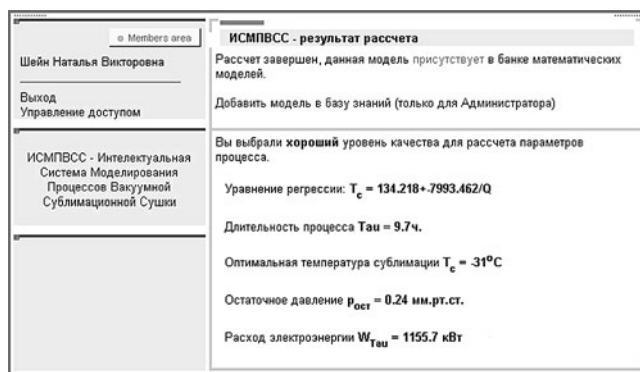 Members area
Шейн Наталья Викторовна
Выход
Управление доступом
ИСМПВСС - Интелектуальная
Система Моделирования
Процессов Вакуумной
Сублимационной Сушки
ИСМПВСС - результат рассчета
Рассчет завершен, данная модель присутствует в банке математических
моделей.
Добавить модель в базу знаний (только для Администратора)
Вы выбрали хороший уровень качества для рассчета параметров
процесса.
Уравнение регрессии: Tс = 134.218+-7993.462/Q
Длительность процесса Tau = 9.7ч.
Оптимальная температура сублимации Tс = -31°C
Остаточное давление pост = 0.24 мм.рт.ст.
Расход электроэнергии WTau = 1155.7 кВт